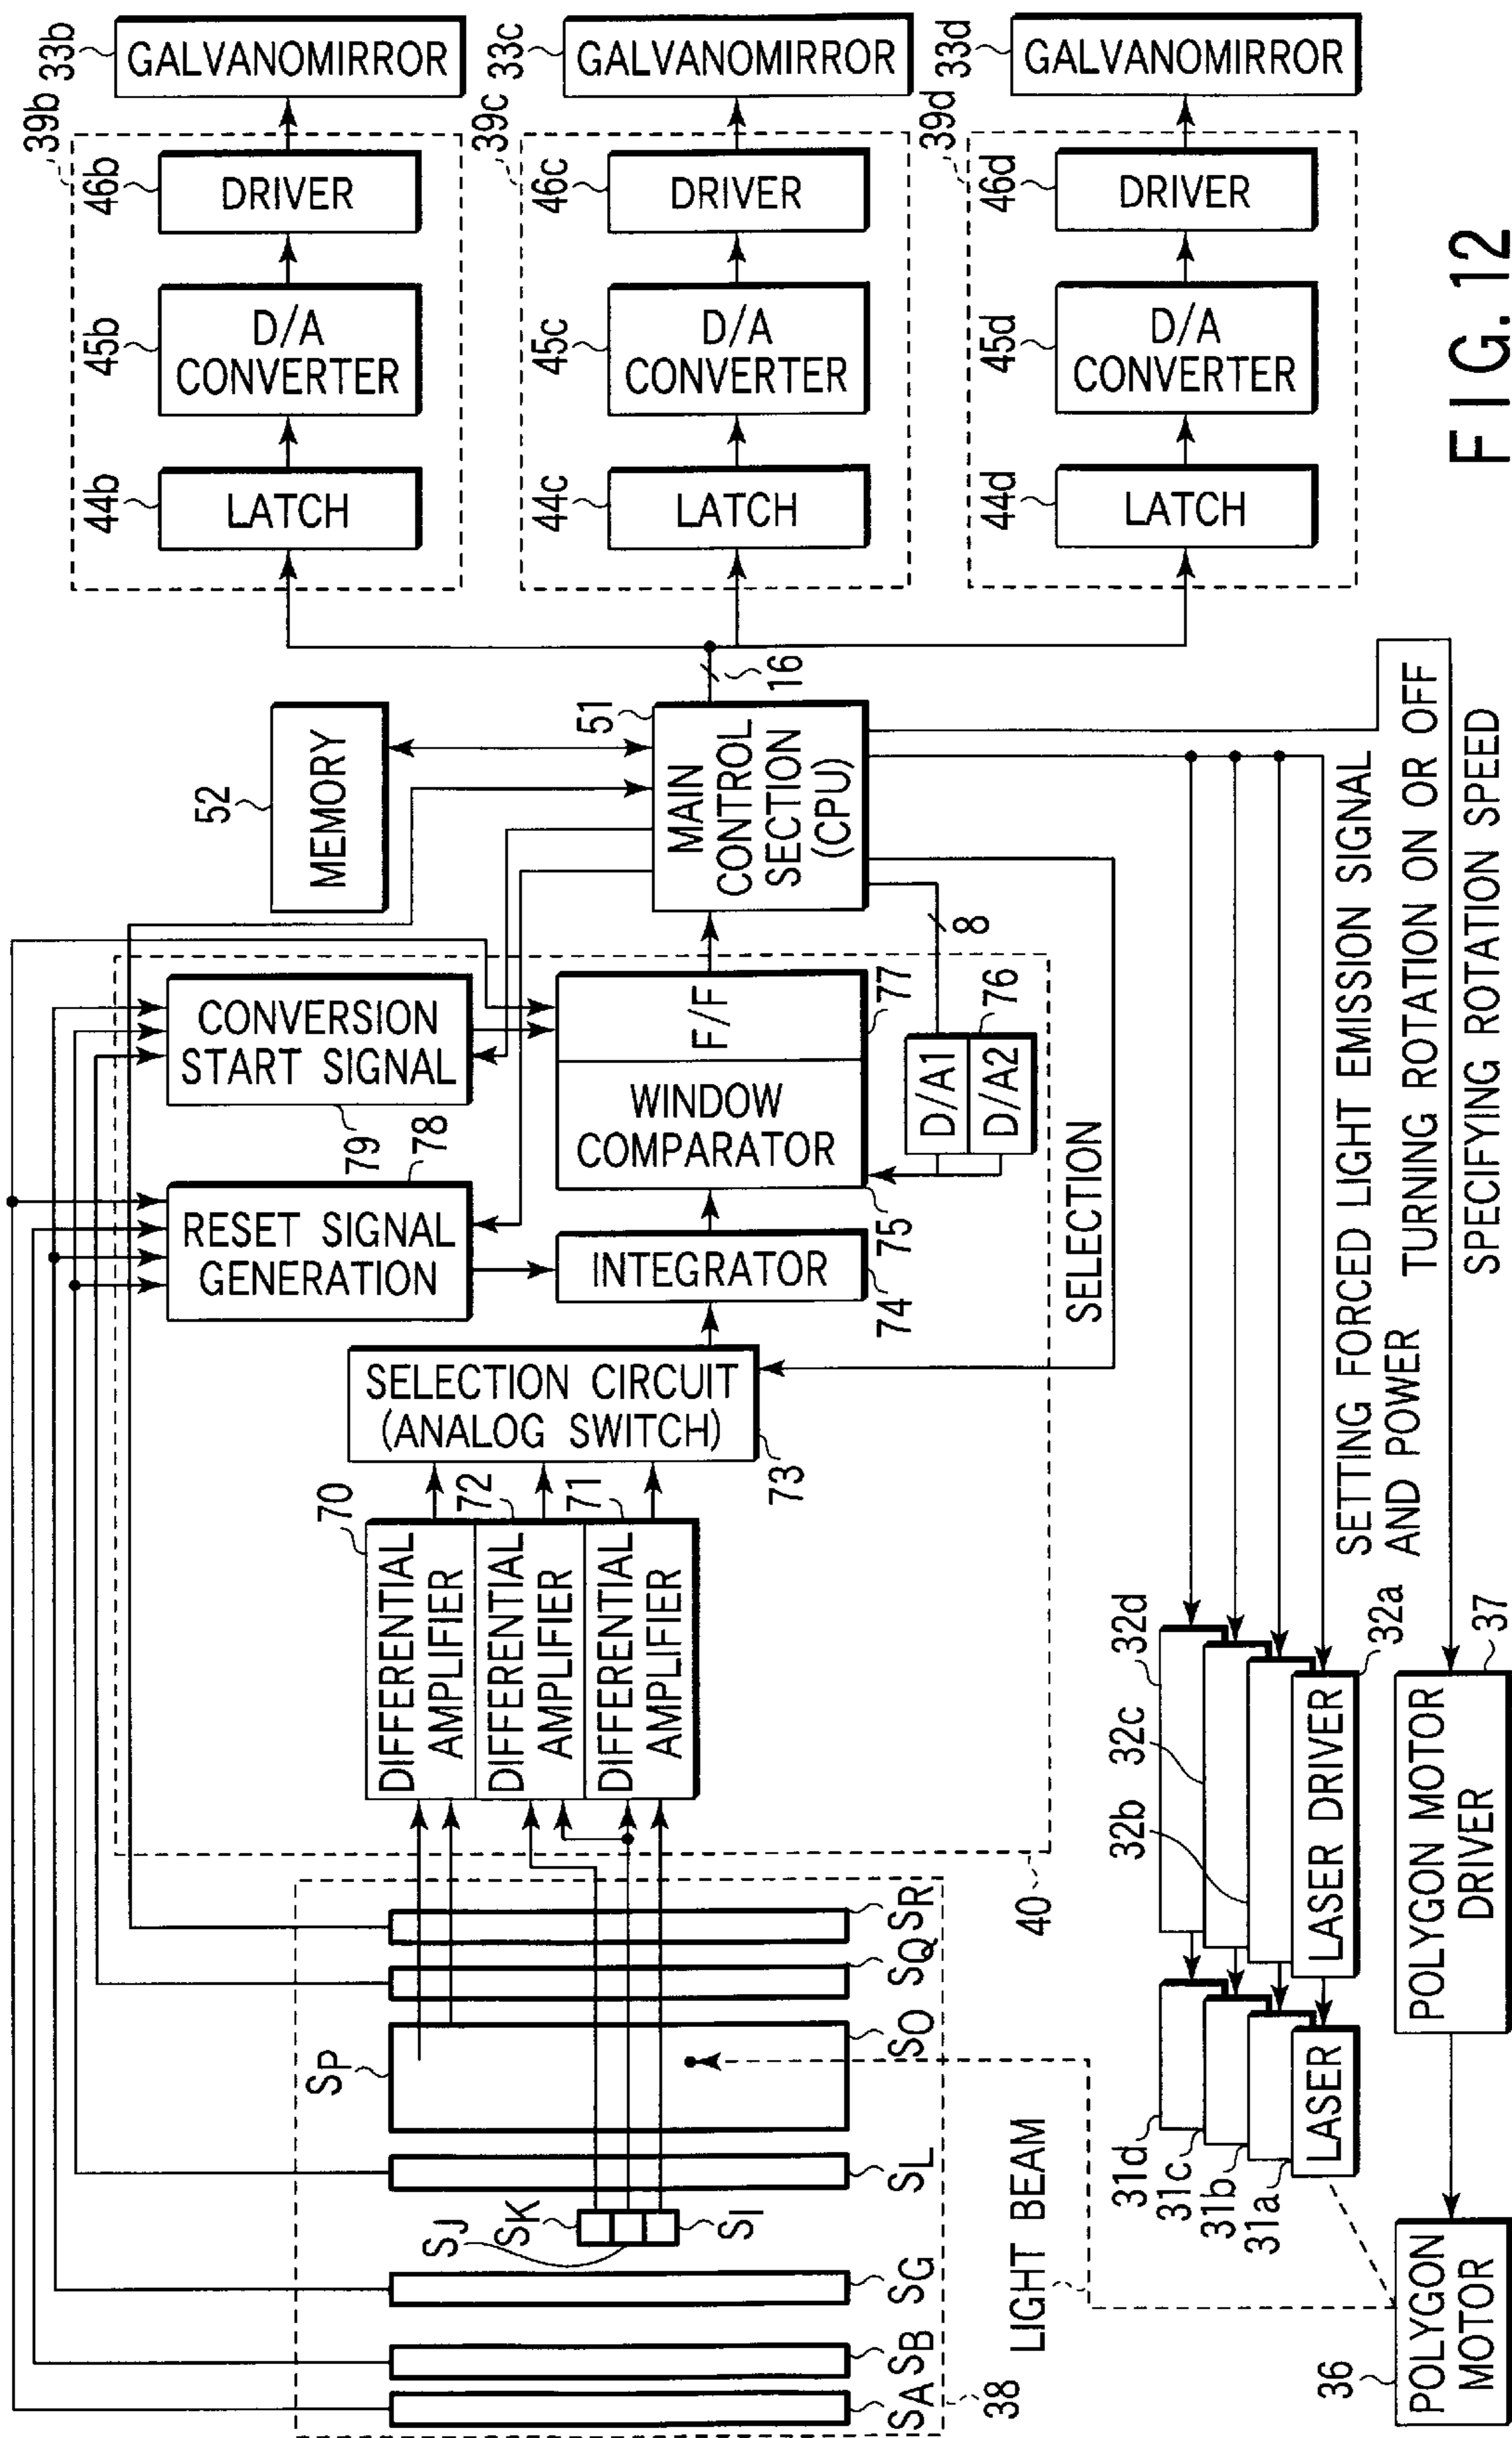 33b
GALVANOMIRROR
39b
46b
DRIVER
45b
D/A
CONVERTER
44b
LATCH
33c
GALVANOMIRROR
39c
46c
DRIVER
45c
D/A
CONVERTER
44c
LATCH
33d
GALVANOMIRROR
39d
46d
DRIVER
45d
D/A
CONVERTER
44d
LATCH
16
52
MEMORY
51
MAIN
CONTROL
SECTION
(CPU)
8
CONVERSION
START SIGNAL
79
78
RESET SIGNAL
GENERATION
F/F
77
WINDOW
COMPARATOR
75
D/A1
D/A2
76
INTEGRATOR
74
SELECTION
SELECTION CIRCUIT
(ANALOG SWITCH)
73
70
DIFFERENTIAL
AMPLIFIER
72
DIFFERENTIAL
AMPLIFIER
71
DIFFERENTIAL
AMPLIFIER
40
SR
SQ
SO
SP
SL
SK
SJ
SI
SG
SB
SA
38
LIGHT BEAM
SETTING FORCED LIGHT EMISSION SIGNAL
AND POWER
TURNING ROTATION ON OR OFF
SPECIFYING ROTATION SPEED
32d
32c
32b
32a
LASER DRIVER
31d
31c
31b
31a
LASER
37
POLYGON MOTOR
DRIVER
36
POLYGON
MOTOR
FIG. 12